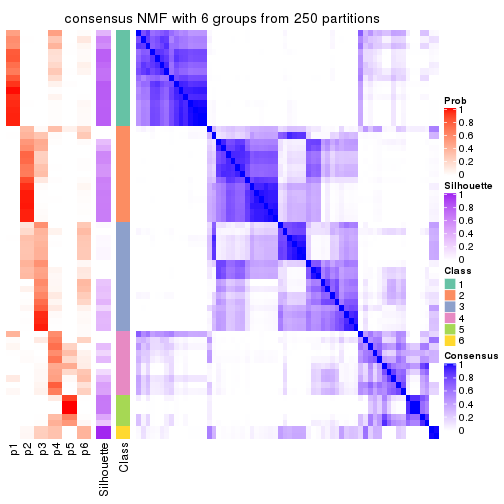 consensus NMF with 6 groups from 250 partitions
Prob
1
0.8
0.6
0.4
0.2
0
Silhouette
1
0.8
0.6
0.4
0.2
0
Class
1
2
3
4
5
6
Consensus
1
0.8
0.6
0.4
0.2
0
p1
p2
p3
p4
p5
p6
Silhouette
Class